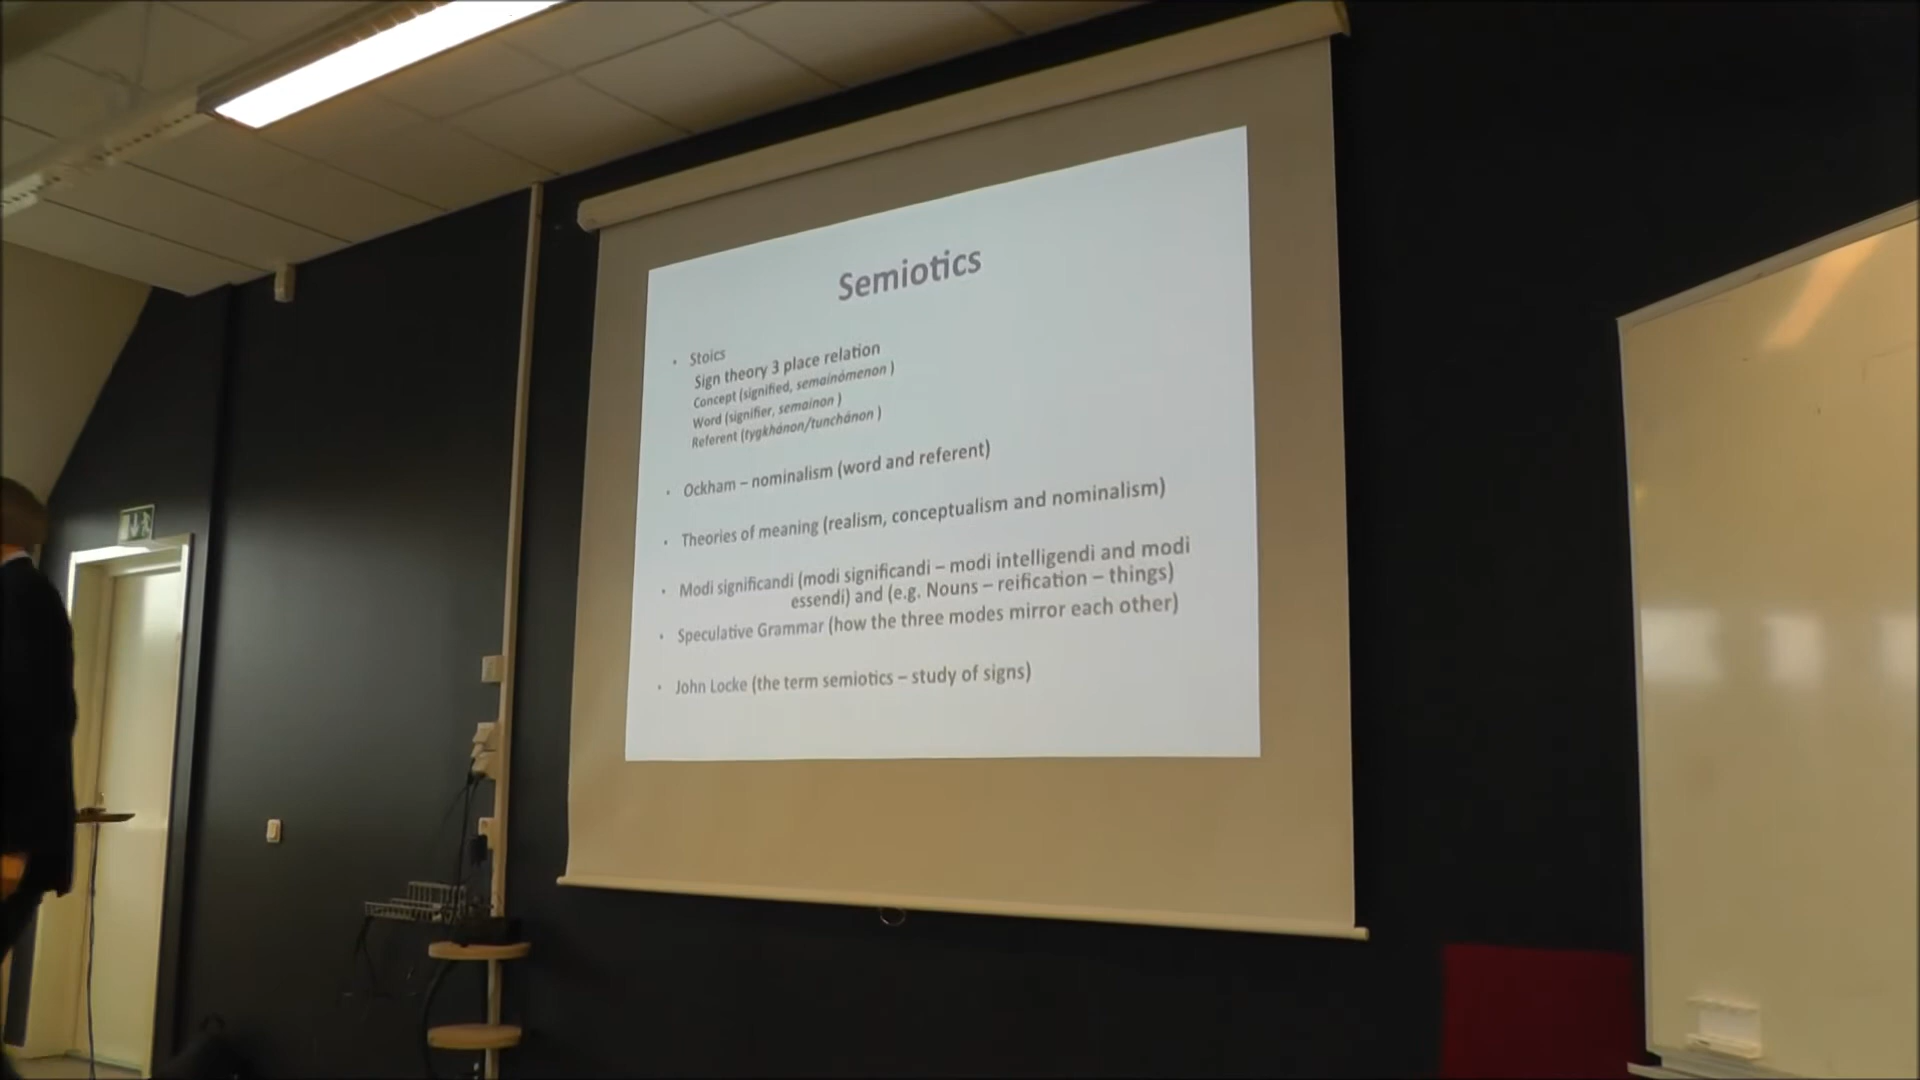 Semiotics
• Stoics
Sign theory 3 place relation
Concept (signified, semainómenon )
Word (signifier, semainon )
Referent (tygkhánon/tunchánon )
• Ockham – nominalism (word and referent)
• Theories of meaning (realism, conceptualism and nominalism)
• Modi significandi (modi significandi – modi intelligendi and modi
essendi) and (e.g. Nouns – reification – things)
• Speculative Grammar (how the three modes mirror each other)
• John Locke (the term semiotics – study of signs)